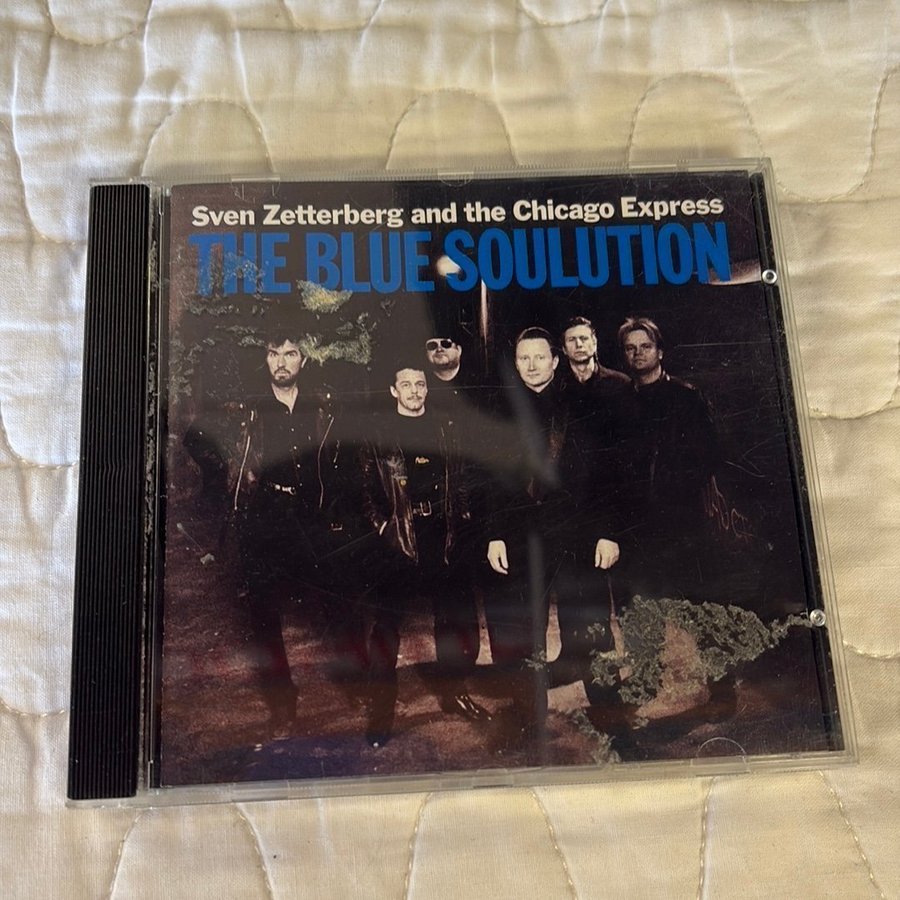 Sven Zetterberg and the Chicago Express
THE BLUE SOULUTION